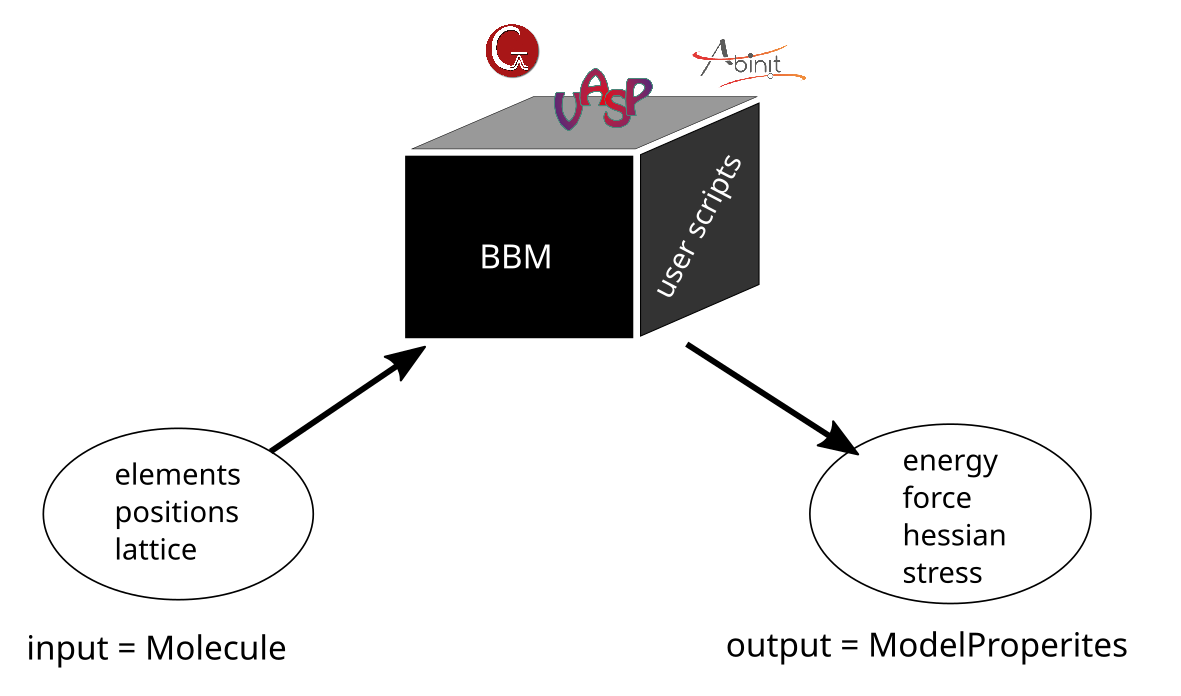 VASP
Abinit
BBM
user scripts
elements
positions
lattice
energy
force
hessian
stress
input = Molecule
output = ModelProperites